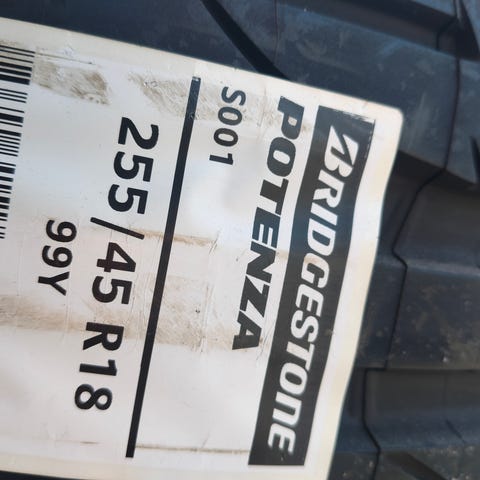 BRIDGESTONE
POTENZA
S001
255/45 R18
99Y